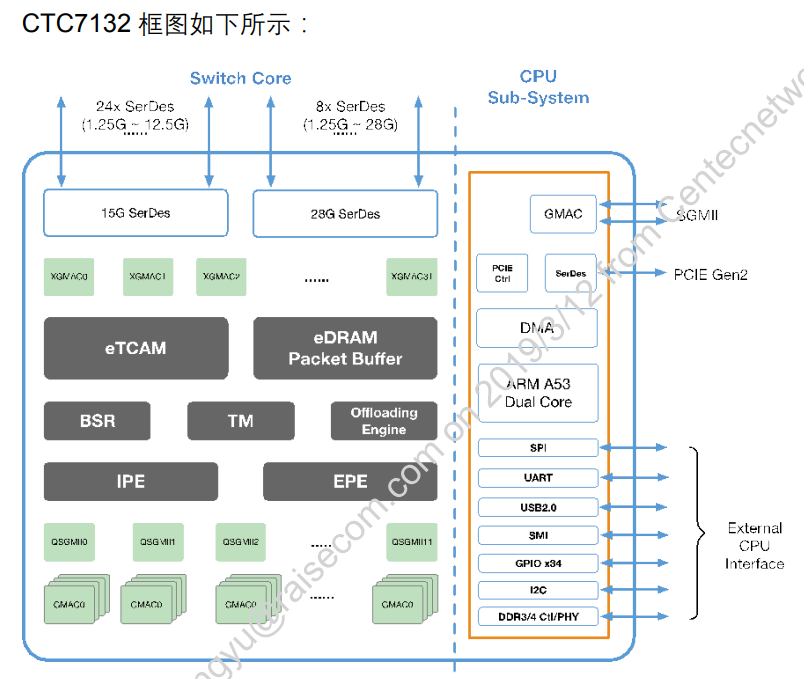 CTC7132 框图如下所示：
Switch Core
CPU
Sub-System
24x SerDes
(1.25G ~ 12.5G)
8x SerDes
(1.25G ~ 28G)
15G SerDes
28G SerDes
GMAC
SGMII
XGMAC0
XGMAC1
XGMAC2
......
XGMAC31
PCIE
Ctrl
SerDes
PCIE Gen2
eTCAM
eDRAM
Packet Buffer
DMA
ARM A53
Dual Core
BSR
TM
Offloading
Engine
IPE
EPE
SPI
UART
USB2.0
SMI
GPIO x34
I2C
DDR3/4 Ctl/PHY
External
CPU
Interface
QSGMII0
QSGMII1
QSGMII2
......
QSGMII11
GMAC0
GMAC0
GMAC0
......
GMAC0
ngyu@raisecom.com on 2019/3/12 from Centecnetw